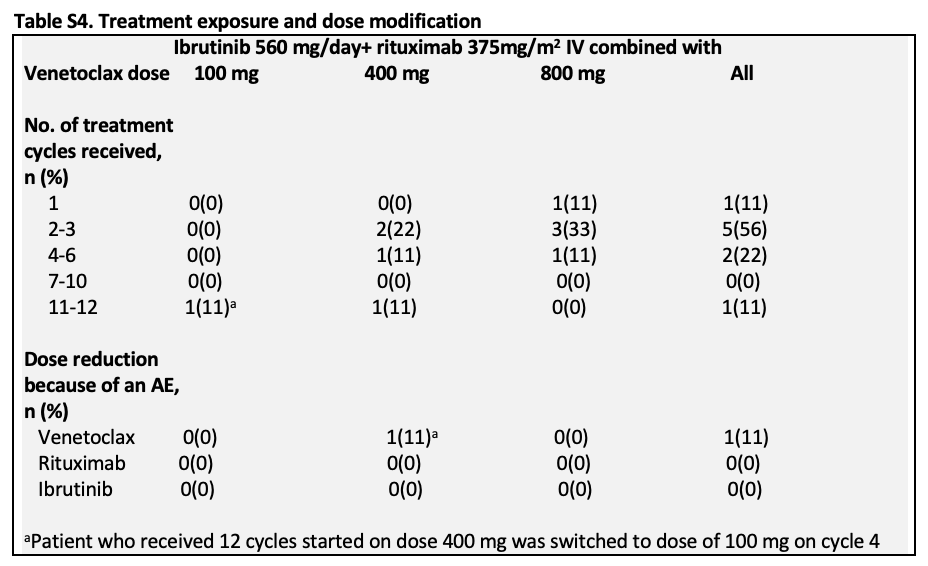 Table S4. Treatment exposure and dose modification
Ibrutinib 560 mg/day+ rituximab 375mg/m² IV combined with
Venetoclax dose 100 mg 400 mg 800 mg All
No. of treatment
cycles received,
n (%)
1 0(0) 0(0) 1(11) 1(11)
2-3 0(0) 2(22) 3(33) 5(56)
4-6 0(0) 1(11) 1(11) 2(22)
7-10 0(0) 0(0) 0(0) 0(0)
11-12 1(11)ᵃ 1(11) 0(0) 1(11)
Dose reduction
because of an AE,
n (%)
Venetoclax 0(0) 1(11)ᵃ 0(0) 1(11)
Rituximab 0(0) 0(0) 0(0) 0(0)
Ibrutinib 0(0) 0(0) 0(0) 0(0)
ᵃPatient who received 12 cycles started on dose 400 mg was switched to dose of 100 mg on cycle 4